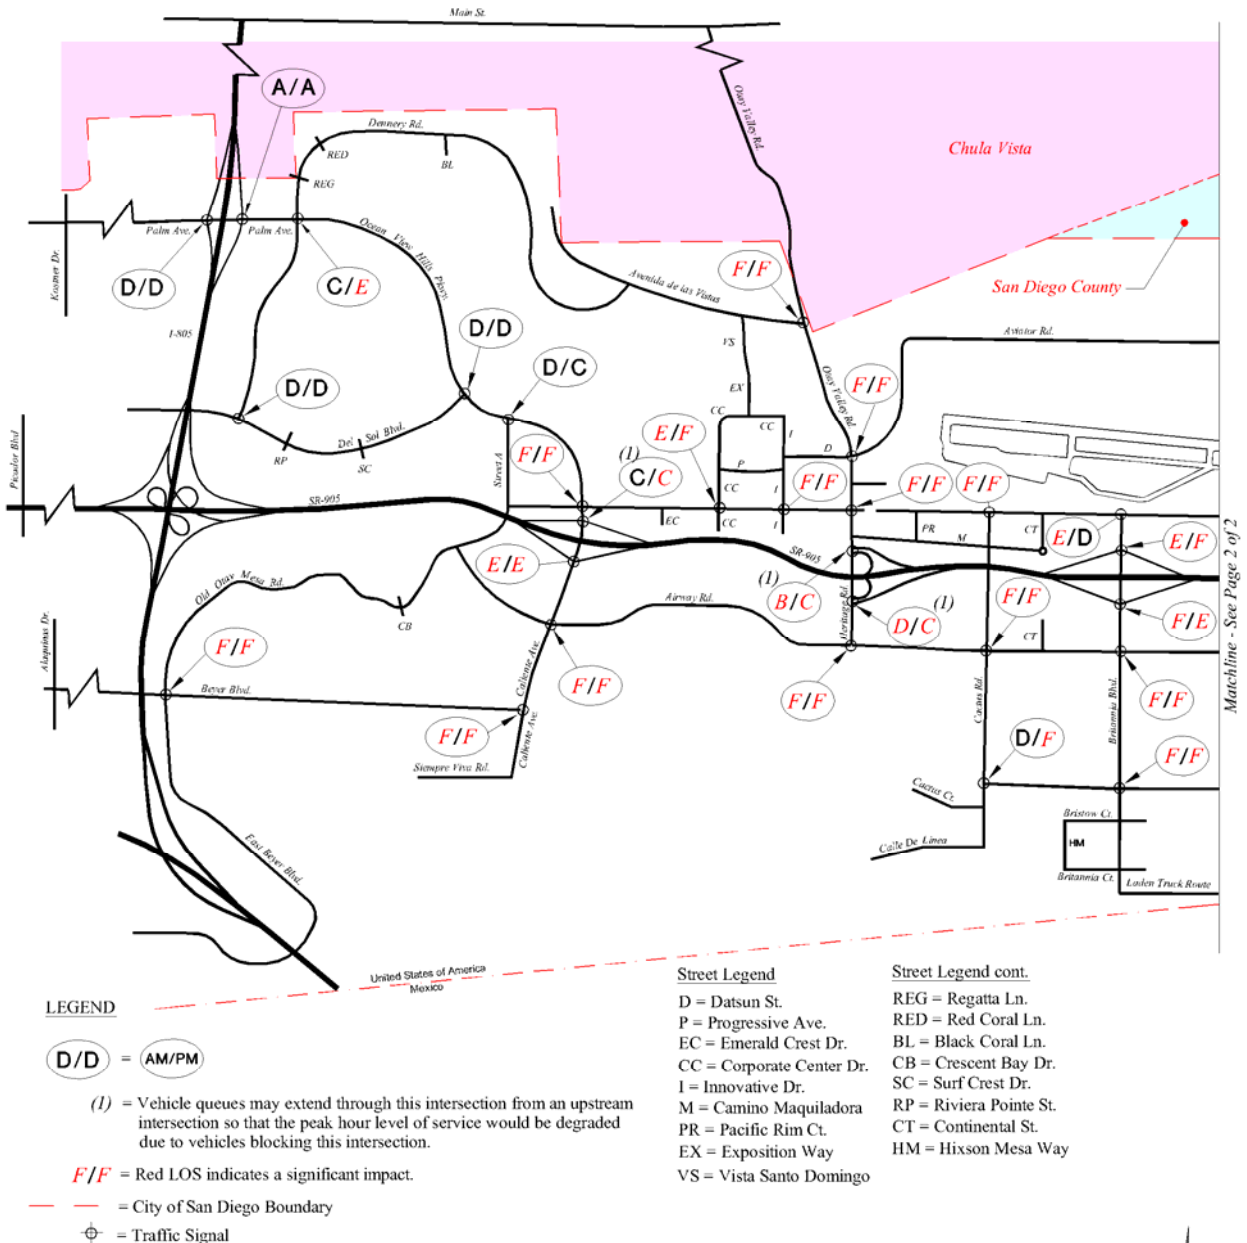 Main St.
A/A
Dennery Rd.
RED
BL
REG
Otay Valley Rd.
Chula Vista
Palm Ave.
Palm Ave.
Ocean View Hills Pkwy.
Kostner Dr.
D/D
C/E
Avenida de las Vistas
F/F
San Diego County
I-805
D/D
VS
Aviator Rd.
D/D
D/C
EX
Otay Valley Rd.
F/F
CC
CC
CC
I
Picador Blvd
RP
Del Sol Blvd.
SC
Street A
F/F
E/F
(1)
C/C
P
D
CC
I
F/F
F/F
F/F
SR-905
EC
CC
I
PR
M
CT
E/D
E/F
SR-905
E/E
(1)
B/C
Heritage Rd.
D/C
(1)
F/F
F/E
Old Otay Mesa Rd.
CB
Airway Rd.
CT
Alaquinas Dr.
F/F
Beyer Blvd.
Caliente Ave.
F/F
F/F
Cactus Rd.
Britannia Blvd.
F/F
F/F
Siempre Viva Rd.
Caliente Ave.
D/F
F/F
Cactus Ct.
Calle De Linea
Bristow Ct.
HM
Britannia Ct.
Laden Truck Route
East Beyer Blvd.
Matchline - See Page 2 of 2
United States of America
Mexico
LEGEND
D/D = AM/PM
(1) = Vehicle queues may extend through this intersection from an upstream
intersection so that the peak hour level of service would be degraded
due to vehicles blocking this intersection.
F/F = Red LOS indicates a significant impact.
= City of San Diego Boundary
= Traffic Signal
Street Legend
D = Datsun St.
P = Progressive Ave.
EC = Emerald Crest Dr.
CC = Corporate Center Dr.
I = Innovative Dr.
M = Camino Maquiladora
PR = Pacific Rim Ct.
EX = Exposition Way
VS = Vista Santo Domingo
Street Legend cont.
REG = Regatta Ln.
RED = Red Coral Ln.
BL = Black Coral Ln.
CB = Crescent Bay Dr.
SC = Surf Crest Dr.
RP = Riviera Pointe St.
CT = Continental St.
HM = Hixson Mesa Way